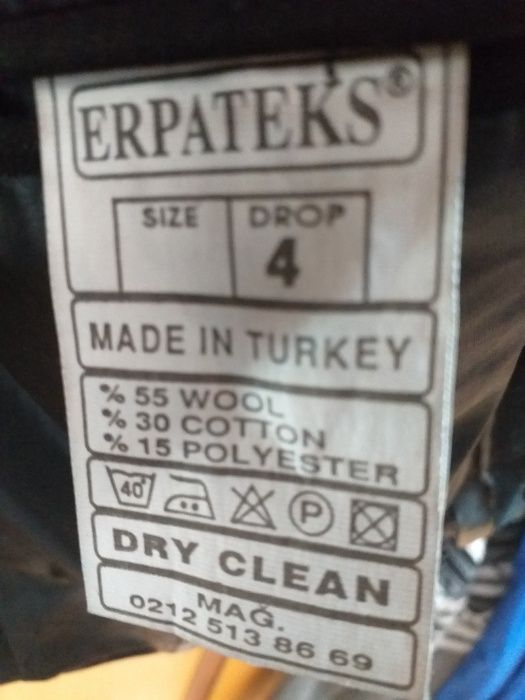 ERPATEKS®
SIZE DROP
4
MADE IN TURKEY
% 55 WOOL
% 30 COTTON
% 15 POLYESTER
40 P
DRY CLEAN
MAĞ.
0212 513 86 69